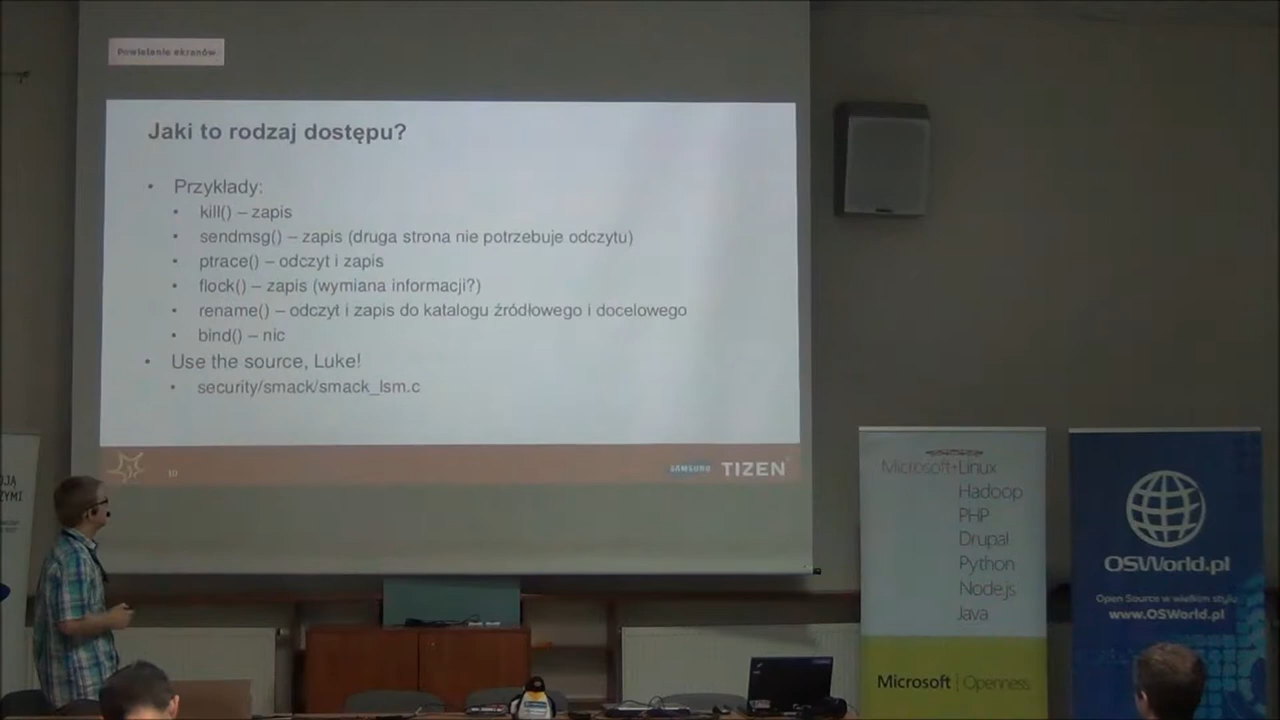 Powielenie ekranów
Jaki to rodzaj dostępu?
• Przykłady:
• kill() – zapis
• sendmsg() – zapis (druga strona nie potrzebuje odczytu)
• ptrace() – odczyt i zapis
• flock() – zapis (wymiana informacji?)
• rename() – odczyt i zapis do katalogu źródłowego i docelowego
• bind() – nic
• Use the source, Luke!
• security/smack/smack_lsm.c
10
SAMSUNG TIZEN
Microsoft+Linux
Hadoop
PHP
Drupal
Python
Node.js
Java
Microsoft | Openness
OSWorld.pl
Open Source w wielkim stylu
www.OSWorld.pl